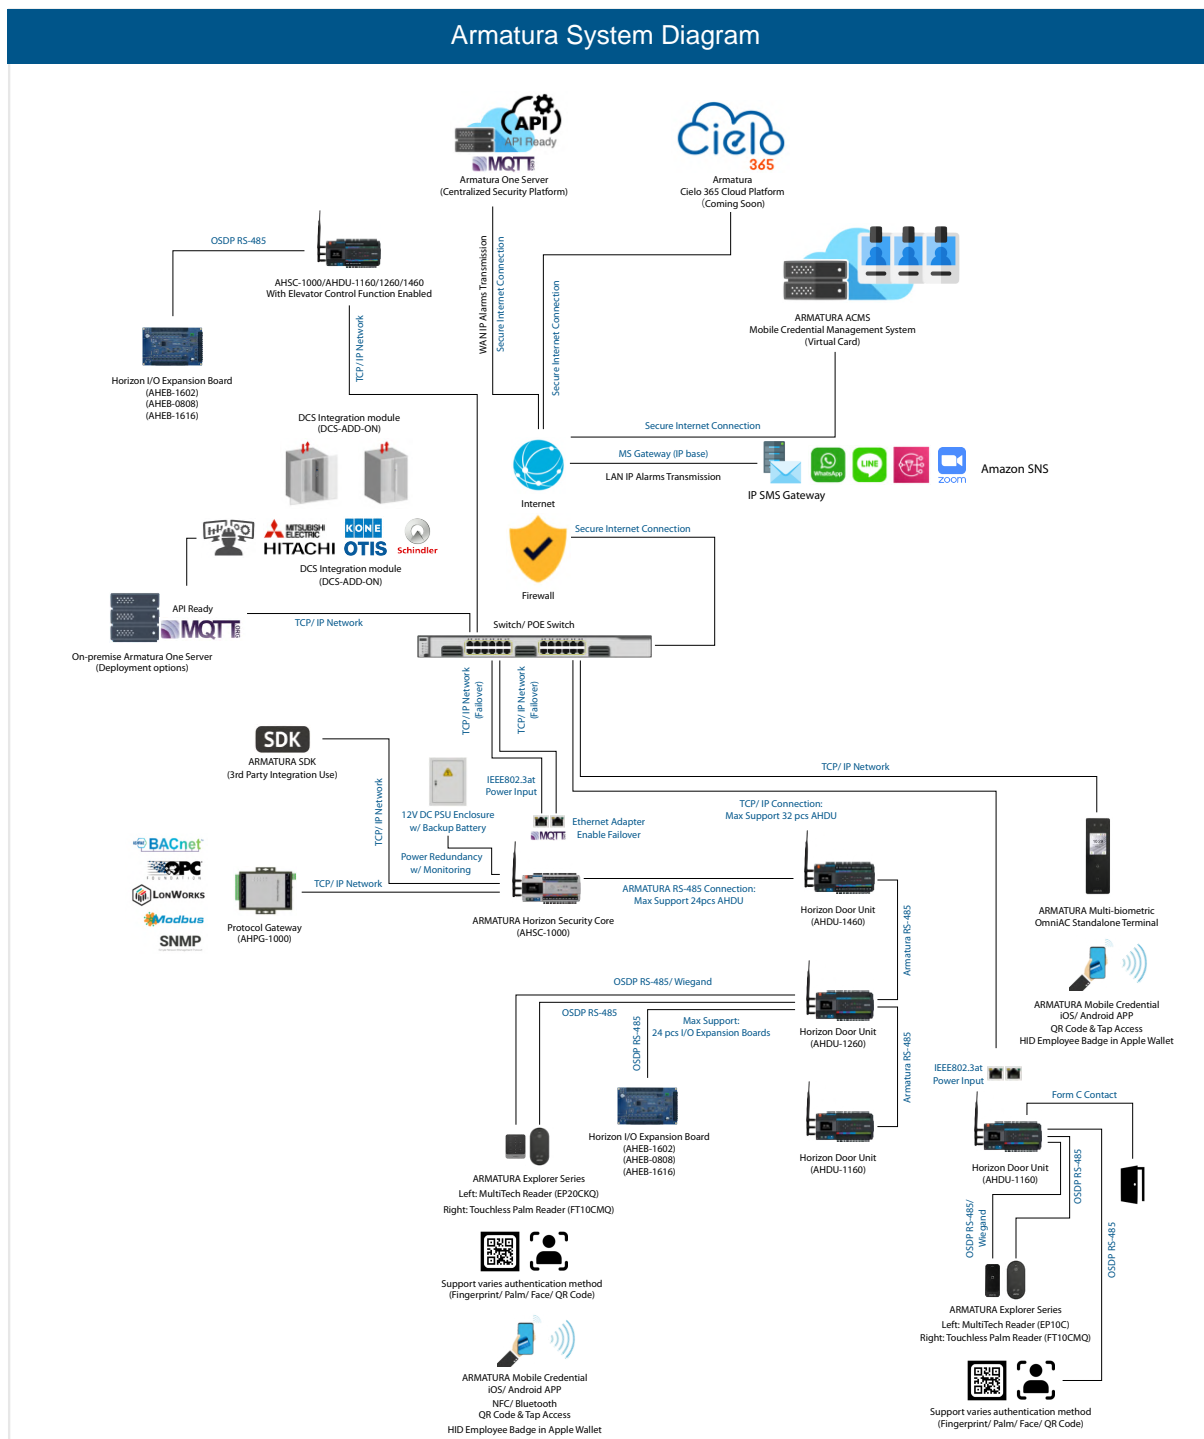 Armatura System Diagram
API
API Ready
MQTT
Armatura One Server
(Centralized Security Platform)
Cielo
365
Armatura
Cielo 365 Cloud Platform
(Coming Soon)
OSDP RS-485
AHSC-1000/AHDU-1160/1260/1460
With Elevator Control Function Enabled
WAN IP Alarms Transmission
Secure Internet Connection
Secure Internet Connection
ARMATURA ACMS
Mobile Credential Management System
(Virtual Card)
TCP/ IP Network
Horizon I/O Expansion Board
(AHEB-1602)
(AHEB-0808)
(AHEB-1616)
DCS Integration module
(DCS-ADD-ON)
Secure Internet Connection
MS Gateway (IP base)
LAN IP Alarms Transmission
Internet
IP SMS Gateway
WhatsApp
LINE
zoom
Amazon SNS
MITSUBISHI
ELECTRIC
HITACHI
KONE
OTIS
Schindler
DCS Integration module
(DCS-ADD-ON)
Secure Internet Connection
Firewall
API Ready
MQTT.ORG
TCP/ IP Network
On-premise Armatura One Server
(Deployment options)
Switch/ POE Switch
TCP/ IP Network
(Failover)
TCP/ IP Network
(Failover)
SDK
ARMATURA SDK
(3rd Party Integration Use)
TCP/ IP Network
12V DC PSU Enclosure
w/ Backup Battery
Power Redundancy
w/ Monitoring
IEEE802.3at
Power Input
MQTT
Ethernet Adapter
Enable Failover
TCP/ IP Network
TCP/ IP Connection:
Max Support 32 pcs AHDU
BACnet
OPC
FOUNDATION
LONWORKS
Modbus
SNMP
Protocol Gateway
(AHPG-1000)
TCP/ IP Network
ARMATURA Horizon Security Core
(AHSC-1000)
ARMATURA RS-485 Connection:
Max Support 24pcs AHDU
Horizon Door Unit
(AHDU-1460)
Armatura RS-485
ARMATURA Multi-biometric
OmniAC Standalone Terminal
ARMATURA Mobile Credential
iOS/ Android APP
QR Code & Tap Access
HID Employee Badge in Apple Wallet
OSDP RS-485/ Wiegand
OSDP RS-485
OSDP RS-485
Max Support:
24 pcs I/O Expansion Boards
Horizon Door Unit
(AHDU-1260)
Armatura RS-485
Horizon I/O Expansion Board
(AHEB-1602)
(AHEB-0808)
(AHEB-1616)
Horizon Door Unit
(AHDU-1160)
ARMATURA Explorer Series
Left: MultiTech Reader (EP20CKQ)
Right: Touchless Palm Reader (FT10CMQ)
Support varies authentication method
(Fingerprint/ Palm/ Face/ QR Code)
ARMATURA Mobile Credential
iOS/ Android APP
NFC/ Bluetooth
QR Code & Tap Access
HID Employee Badge in Apple Wallet
IEEE802.3at
Power Input
Form C Contact
Horizon Door Unit
(AHDU-1160)
OSDP RS-485/
Wiegand
OSDP RS-485
OSDP RS-485
ARMATURA Explorer Series
Left: MultiTech Reader (EP10C)
Right: Touchless Palm Reader (FT10CMQ)
Support varies authentication method
(Fingerprint/ Palm/ Face/ QR Code)